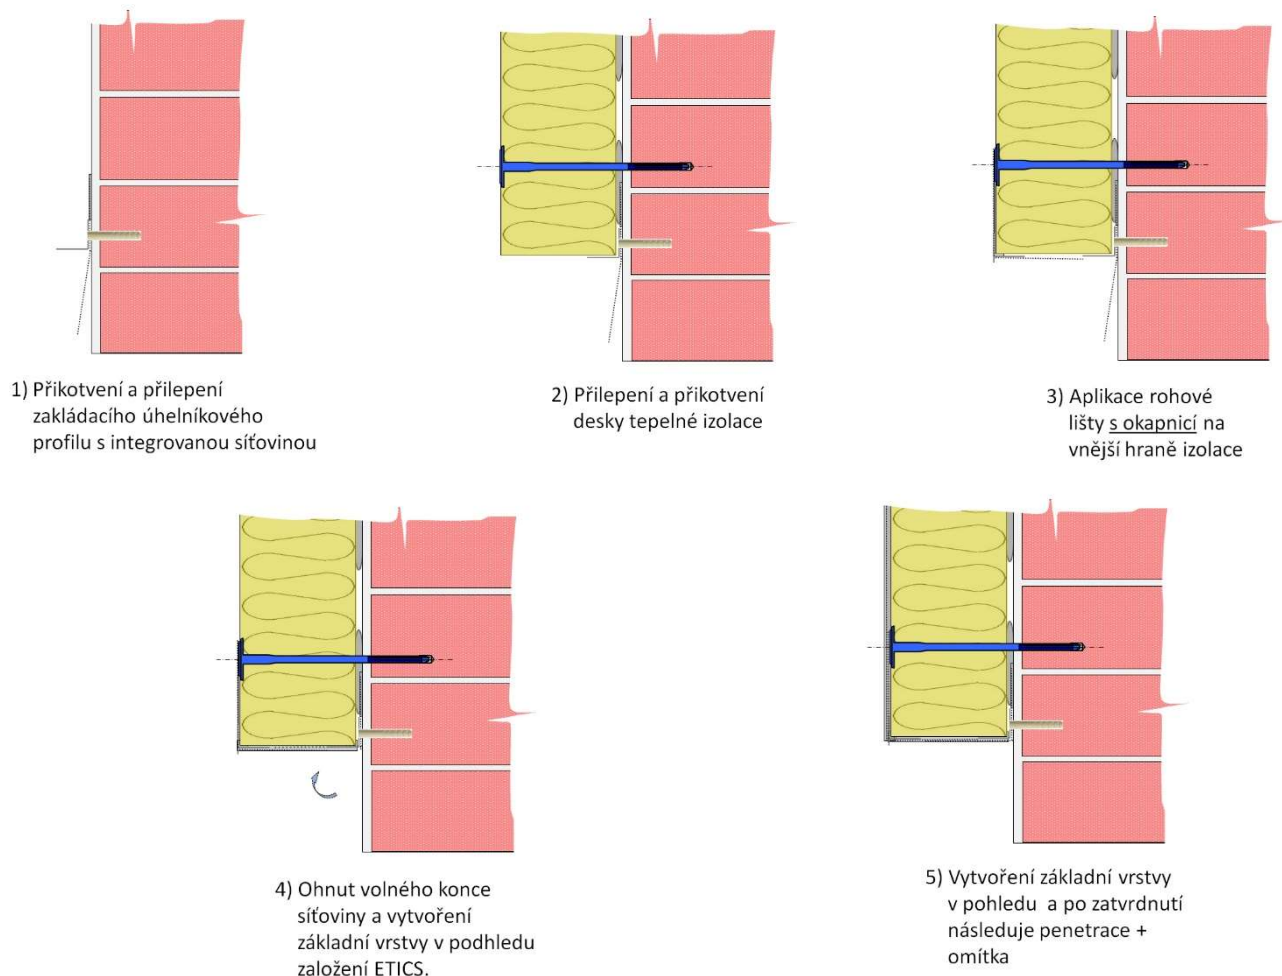 1) Přikotvení a přilepení
zakládacího úhelníkového
profilu s integrovanou síťovinou
2) Přilepení a přikotvení
desky tepelné izolace
3) Aplikace rohové
lišty s okapnicí na
vnější hraně izolace
4) Ohnut volného konce
síťoviny a vytvoření
základní vrstvy v podhledu
založení ETICS.
5) Vytvoření základní vrstvy
v pohledu a po zatvrdnutí
následuje penetrace +
omítka